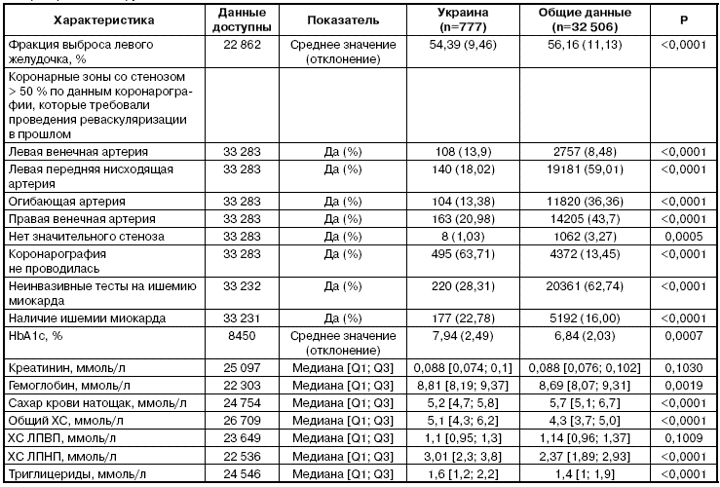 Характеристика Данные доступны Показатель Украина (n=777) Общие данные (n=32 506) P
Фракция выброса левого желудочка, % 22 862 Среднее значение (отклонение) 54,39 (9,46) 56,16 (11,13) <0,0001
Коронарные зоны со стенозом
> 50 % по данным коронарогра-
фии, которые требовали
проведения реваскуляризации
в прошлом
Левая венечная артерия 33 283 Да (%) 108 (13,9) 2757 (8,48) <0,0001
Левая передняя нисходящая артерия 33 283 Да (%) 140 (18,02) 19181 (59,01) <0,0001
Огибающая артерия 33 283 Да (%) 104 (13,38) 11820 (36,36) <0,0001
Правая венечная артерия 33 283 Да (%) 163 (20,98) 14205 (43,7) <0,0001
Нет значительного стеноза 33 283 Да (%) 8 (1,03) 1062 (3,27) 0,0005
Коронарография не проводилась 33 283 Да (%) 495 (63,71) 4372 (13,45) <0,0001
Неинвазивные тесты на ишемию миокарда 33 232 Да (%) 220 (28,31) 20361 (62,74) <0,0001
Наличие ишемии миокарда 33 231 Да (%) 177 (22,78) 5192 (16,00) <0,0001
HbA1c, % 8450 Среднее значение (отклонение) 7,94 (2,49) 6,84 (2,03) 0,0007
Креатинин, ммоль/л 25 097 Медиана [Q1; Q3] 0,088 [0,074; 0,1] 0,088 [0,076; 0,102] 0,1030
Гемоглобин, ммоль/л 22 303 Медиана [Q1; Q3] 8,81 [8,19; 9,37] 8,69 [8,07; 9,31] 0,0019
Сахар крови натощак, ммоль/л 24 754 Медиана [Q1; Q3] 5,2 [4,7; 5,8] 5,7 [5,1; 6,7] <0,0001
Общий ХС, ммоль/л 26 709 Медиана [Q1; Q3] 5,1 [4,3; 6,2] 4,3 [3,7; 5,0] <0,0001
ХС ЛПВП, ммоль/л 23 649 Медиана [Q1; Q3] 1,1 [0,95; 1,3] 1,14 [0,96; 1,37] 0,1009
ХС ЛПНП, ммоль/л 22 536 Медиана [Q1; Q3] 3,01 [2,3; 3,8] 2,37 [1,89; 2,93] <0,0001
Триглицериды, ммоль/л 24 546 Медиана [Q1; Q3] 1,6 [1,2; 2,2] 1,4 [1; 1,9] <0,0001